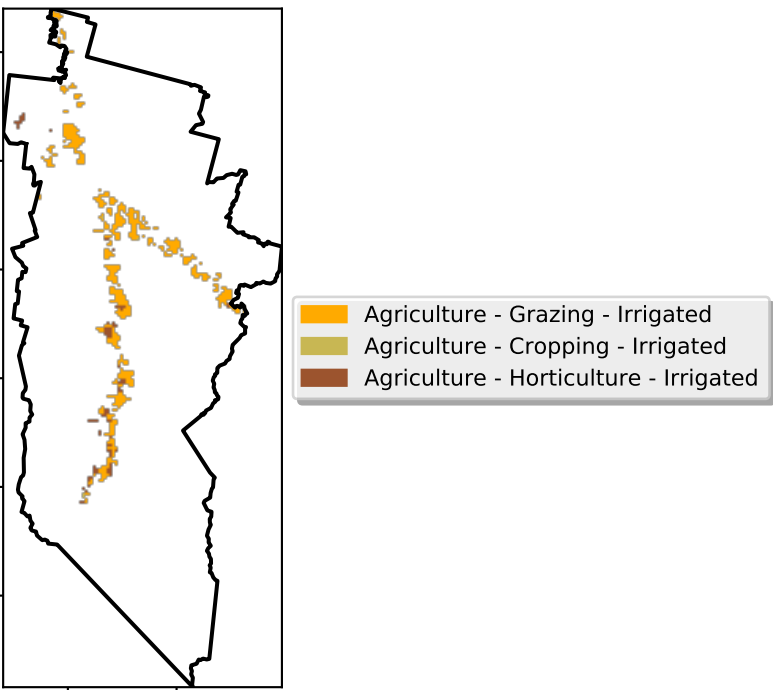 Agriculture - Grazing - Irrigated
Agriculture - Cropping - Irrigated
Agriculture - Horticulture - Irrigated